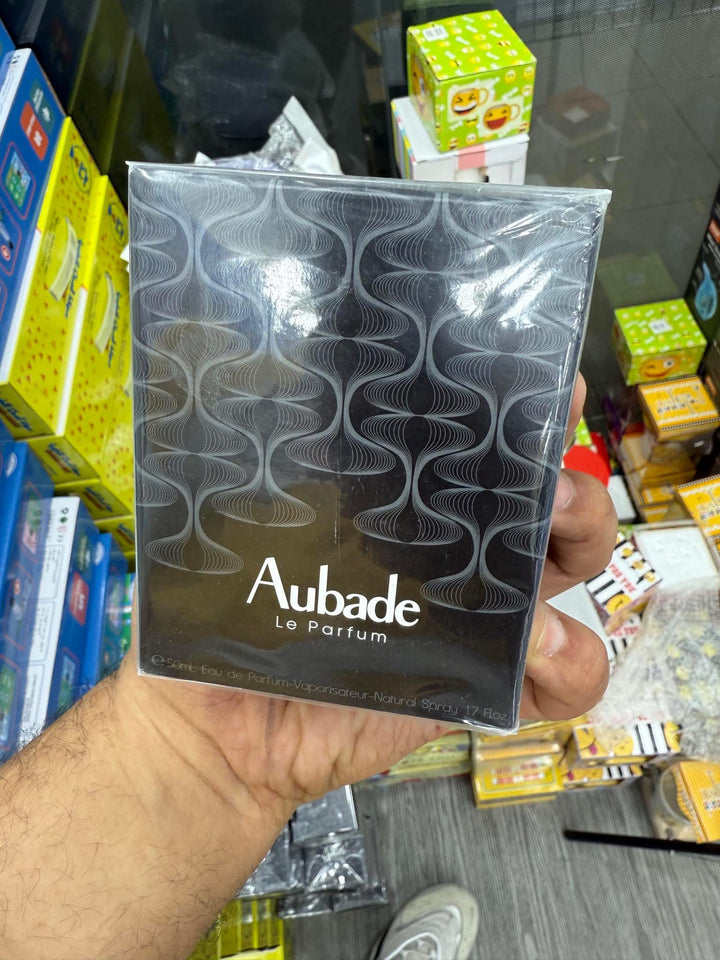 Aubade
Le Parfum
℮50mL Eau de Parfum-Vaporisateur-Natural Spray 1.7 Fl.oz